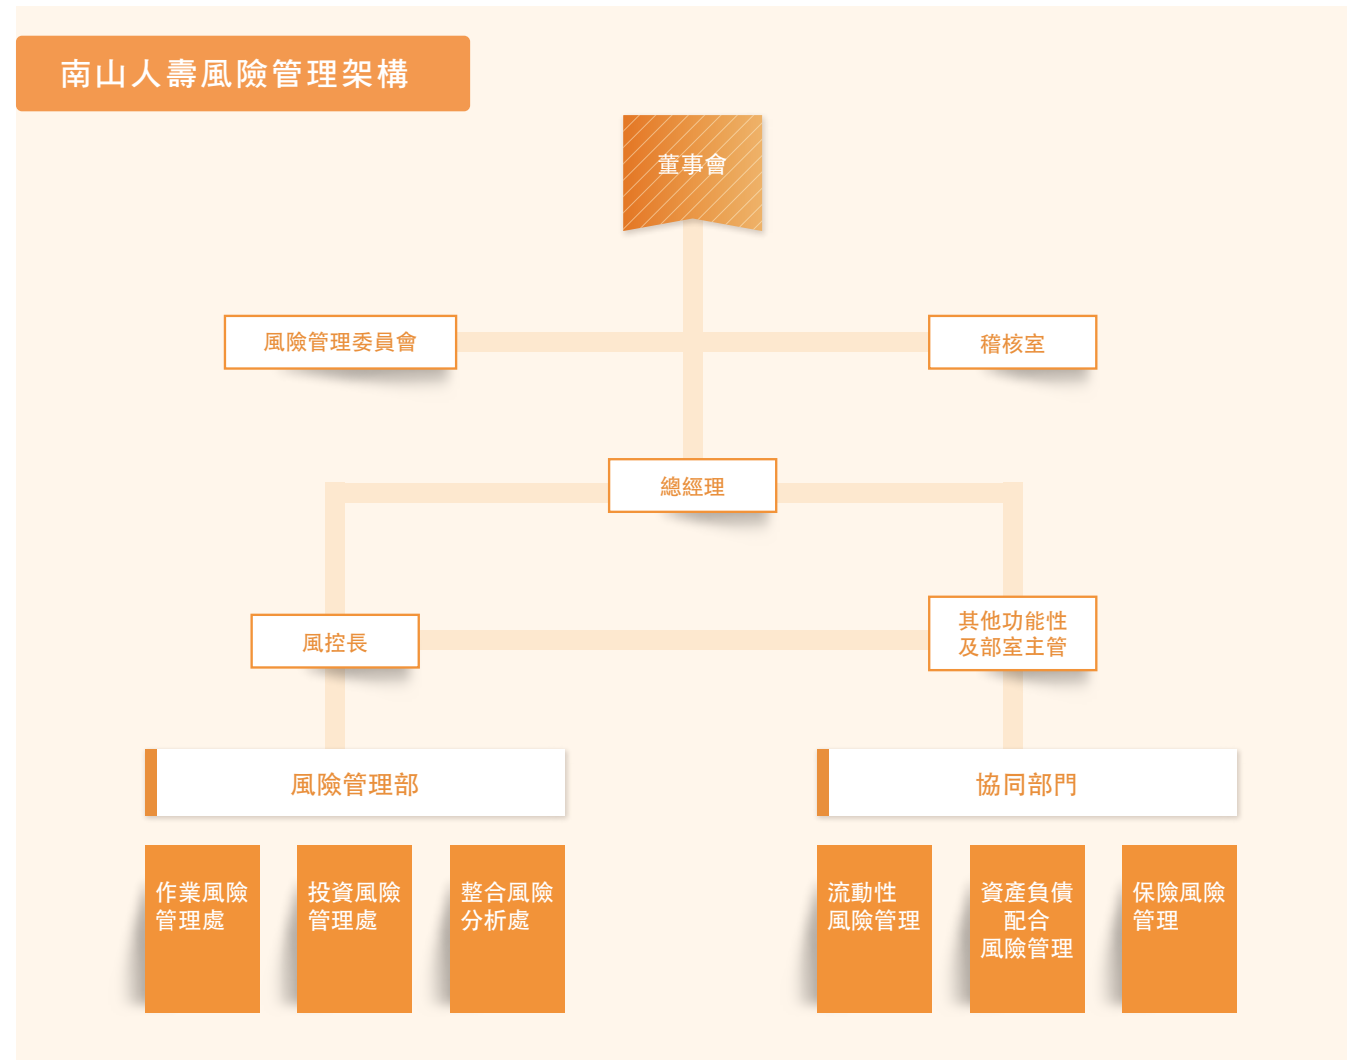 南山人壽風險管理架構
董事會
風險管理委員會
稽核室
總經理
風控長
其他功能性
及部室主管
風險管理部
協同部門
作業風險
管理處
投資風險
管理處
整合風險
分析處
流動性
風險管理
資產負債
配合
風險管理
保險風險
管理